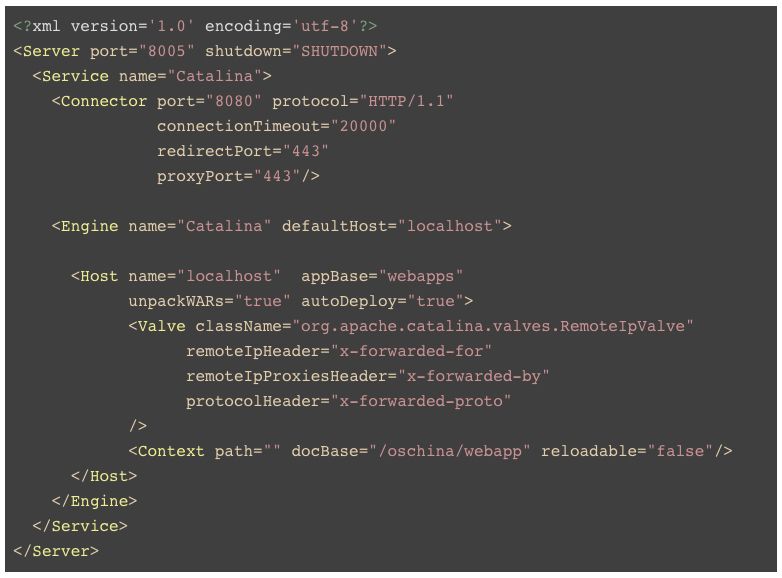 <?xml version='1.0' encoding='utf-8'?>
<Server port="8005" shutdown="SHUTDOWN">
  <Service name="Catalina">
    <Connector port="8080" protocol="HTTP/1.1"
               connectionTimeout="20000"
               redirectPort="443"
               proxyPort="443"/>

    <Engine name="Catalina" defaultHost="localhost">

      <Host name="localhost"  appBase="webapps"
            unpackWARs="true" autoDeploy="true">
            <Valve className="org.apache.catalina.valves.RemoteIpValve"
                  remoteIpHeader="x-forwarded-for"
                  remoteIpProxiesHeader="x-forwarded-by"
                  protocolHeader="x-forwarded-proto"
            />
            <Context path="" docBase="/oschina/webapp" reloadable="false"/>
      </Host>
    </Engine>
  </Service>
</Server>